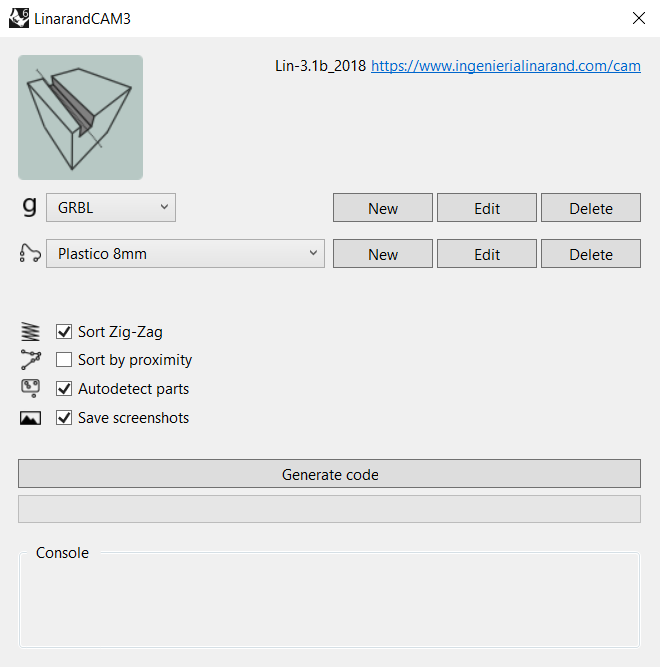 LinarandCAM3
Lin-3.1b_2018 https://www.ingenierialinarand.com/cam
g GRBL New Edit Delete
Plastico 8mm New Edit Delete
Sort Zig-Zag
Sort by proximity
Autodetect parts
Save screenshots
Generate code
Console